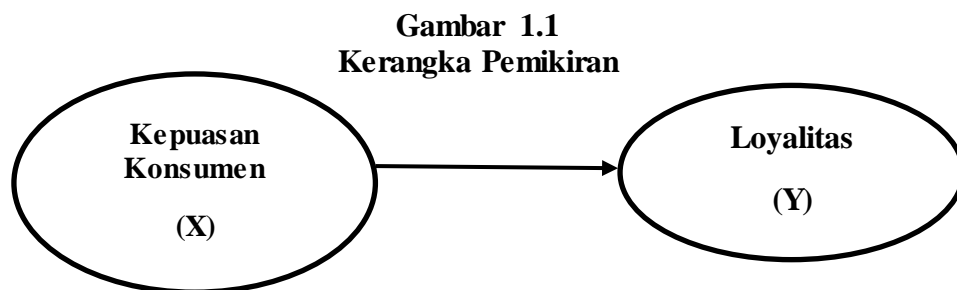 Gambar 1.1
Kerangka Pemikiran
Kepuasan
Konsumen
(X)
Loyalitas
(Y)